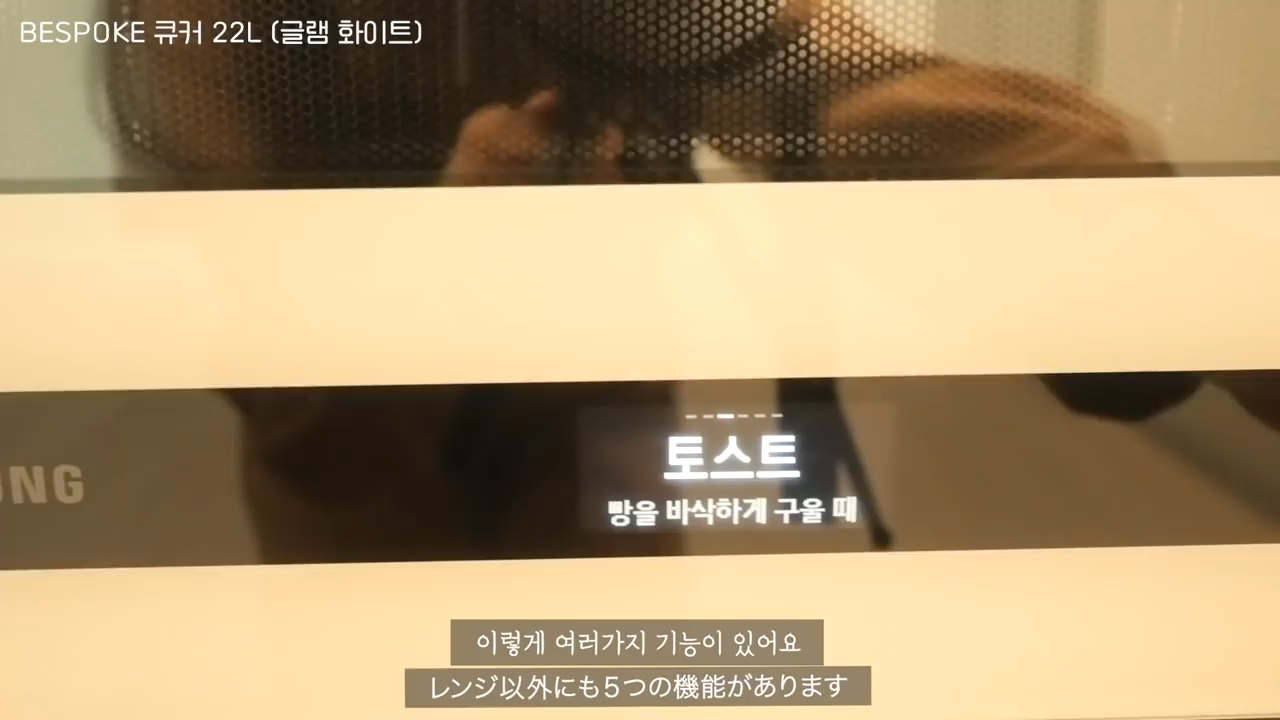 BESPOKE 큐커 22L (글램 화이트)
토스트
빵을 바삭하게 구울 때
이렇게 여러가지 기능이 있어요
レンジ以外にも5つの機能があります